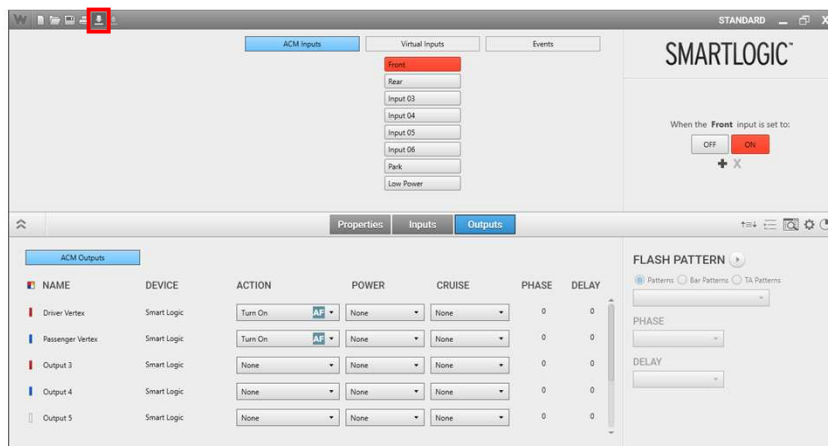 W STANDARD X
ACM Inputs Virtual Inputs Events
SMARTLOGIC™
Front
Rear
Input 03
Input 04
Input 05
Input 06
Park
Low Power
When the Front input is set to:
OFF ON
+ X
Properties Inputs Outputs
ACM Outputs
FLASH PATTERN
Patterns Bar Patterns TA Patterns
NAME DEVICE ACTION POWER CRUISE PHASE DELAY
Driver Vertex Smart Logic Turn On AF None None 0 0
PHASE
Passenger Vertex Smart Logic Turn On AF None None 0 0
DELAY
Output 3 Smart Logic None None None 0 0
Output 4 Smart Logic None None None 0 0
Output 5 Smart Logic None None None 0 0